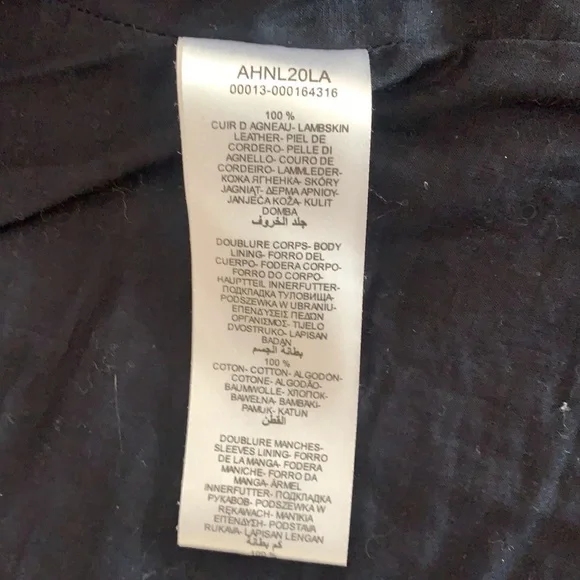 AHNL20LA
00013-000164316
100 %
CUIR D AGNEAU- LAMBSKIN
LEATHER- PIEL DE
CORDERO- PELLE DI
AGNELLO- COURO DE
CORDEIRO- LAMMLEDER-
КОЖА ЯГНЕНКА- SKÓRY
JAGNIĄT- ΔΕΡΜΑ ΑΡΝΙΟΥ-
JANJEĆA KOŽA- KULIT
DOMBA
جلد الخروف
DOUBLURE CORPS- BODY
LINING- FORRO DEL
CUERPO- FODERA CORPO-
FORRO DO CORPO-
HAUPTTEIL INNERFUTTER-
ПОДКЛАДКА ТУЛОВИЩА-
PODSZEWKA W UBRANIU-
ΕΠΕΝΔΥΣΕΙΣ ΠΕΔΙΩΝ
ΟΡΓΑΝΙΣΜΟΣ- TIJELO
DVOSTRUKO- LAPISAN
BADAN
بطانة الجسم
100 %
COTON- COTTON- ALGODÓN-
COTONE- ALGODÃO-
BAUMWOLLE- ХЛОПОК-
BAWEŁNA- ΒΑΜΒΑΚΙ-
PAMUK- KATUN
القطن
DOUBLURE MANCHES-
SLEEVES LINING- FORRO
DE LA MANGA- FODERA
MANICHE- FORRO DA
MANGA- ÄRMEL
INNERFUTTER- ПОДКЛАДКА
РУКАВОВ- PODSZEWKA W
RĘKAWACH- ΜΑΝΙΚΙΑ
ΕΠΕΝΔΥΣΗ- PODSTAVA
RUKAVA- LAPISAN LENGAN
كم بطانة
100 %